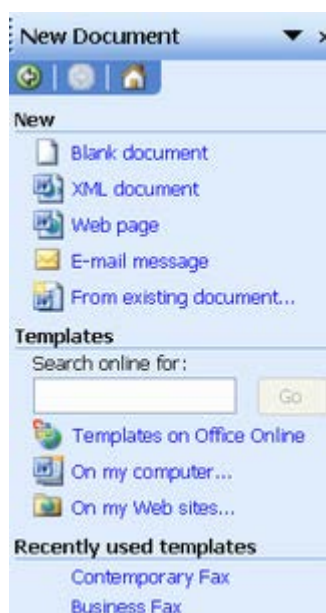 New Document
New
Blank document
XML document
Web page
E-mail message
From existing document...
Templates
Search online for:
Go
Templates on Office Online
On my computer...
On my Web sites...
Recently used templates
Contemporary Fax
Business Fax